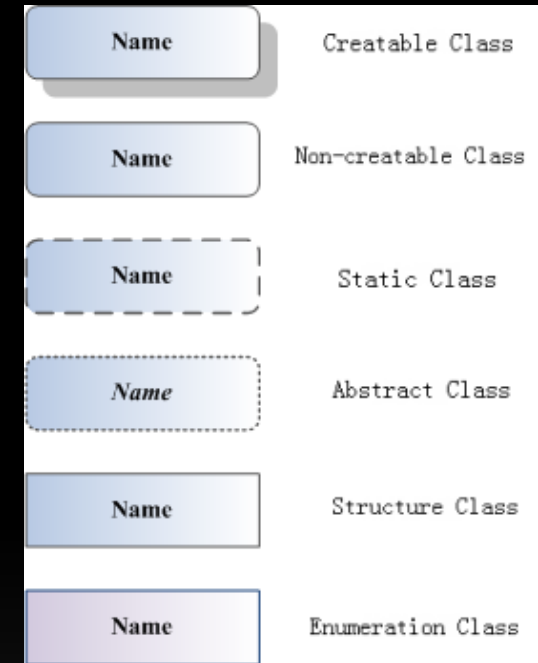 Name Creatable Class
Name Non-creatable Class
Name Static Class
Name Abstract Class
Name Structure Class
Name Enumeration Class